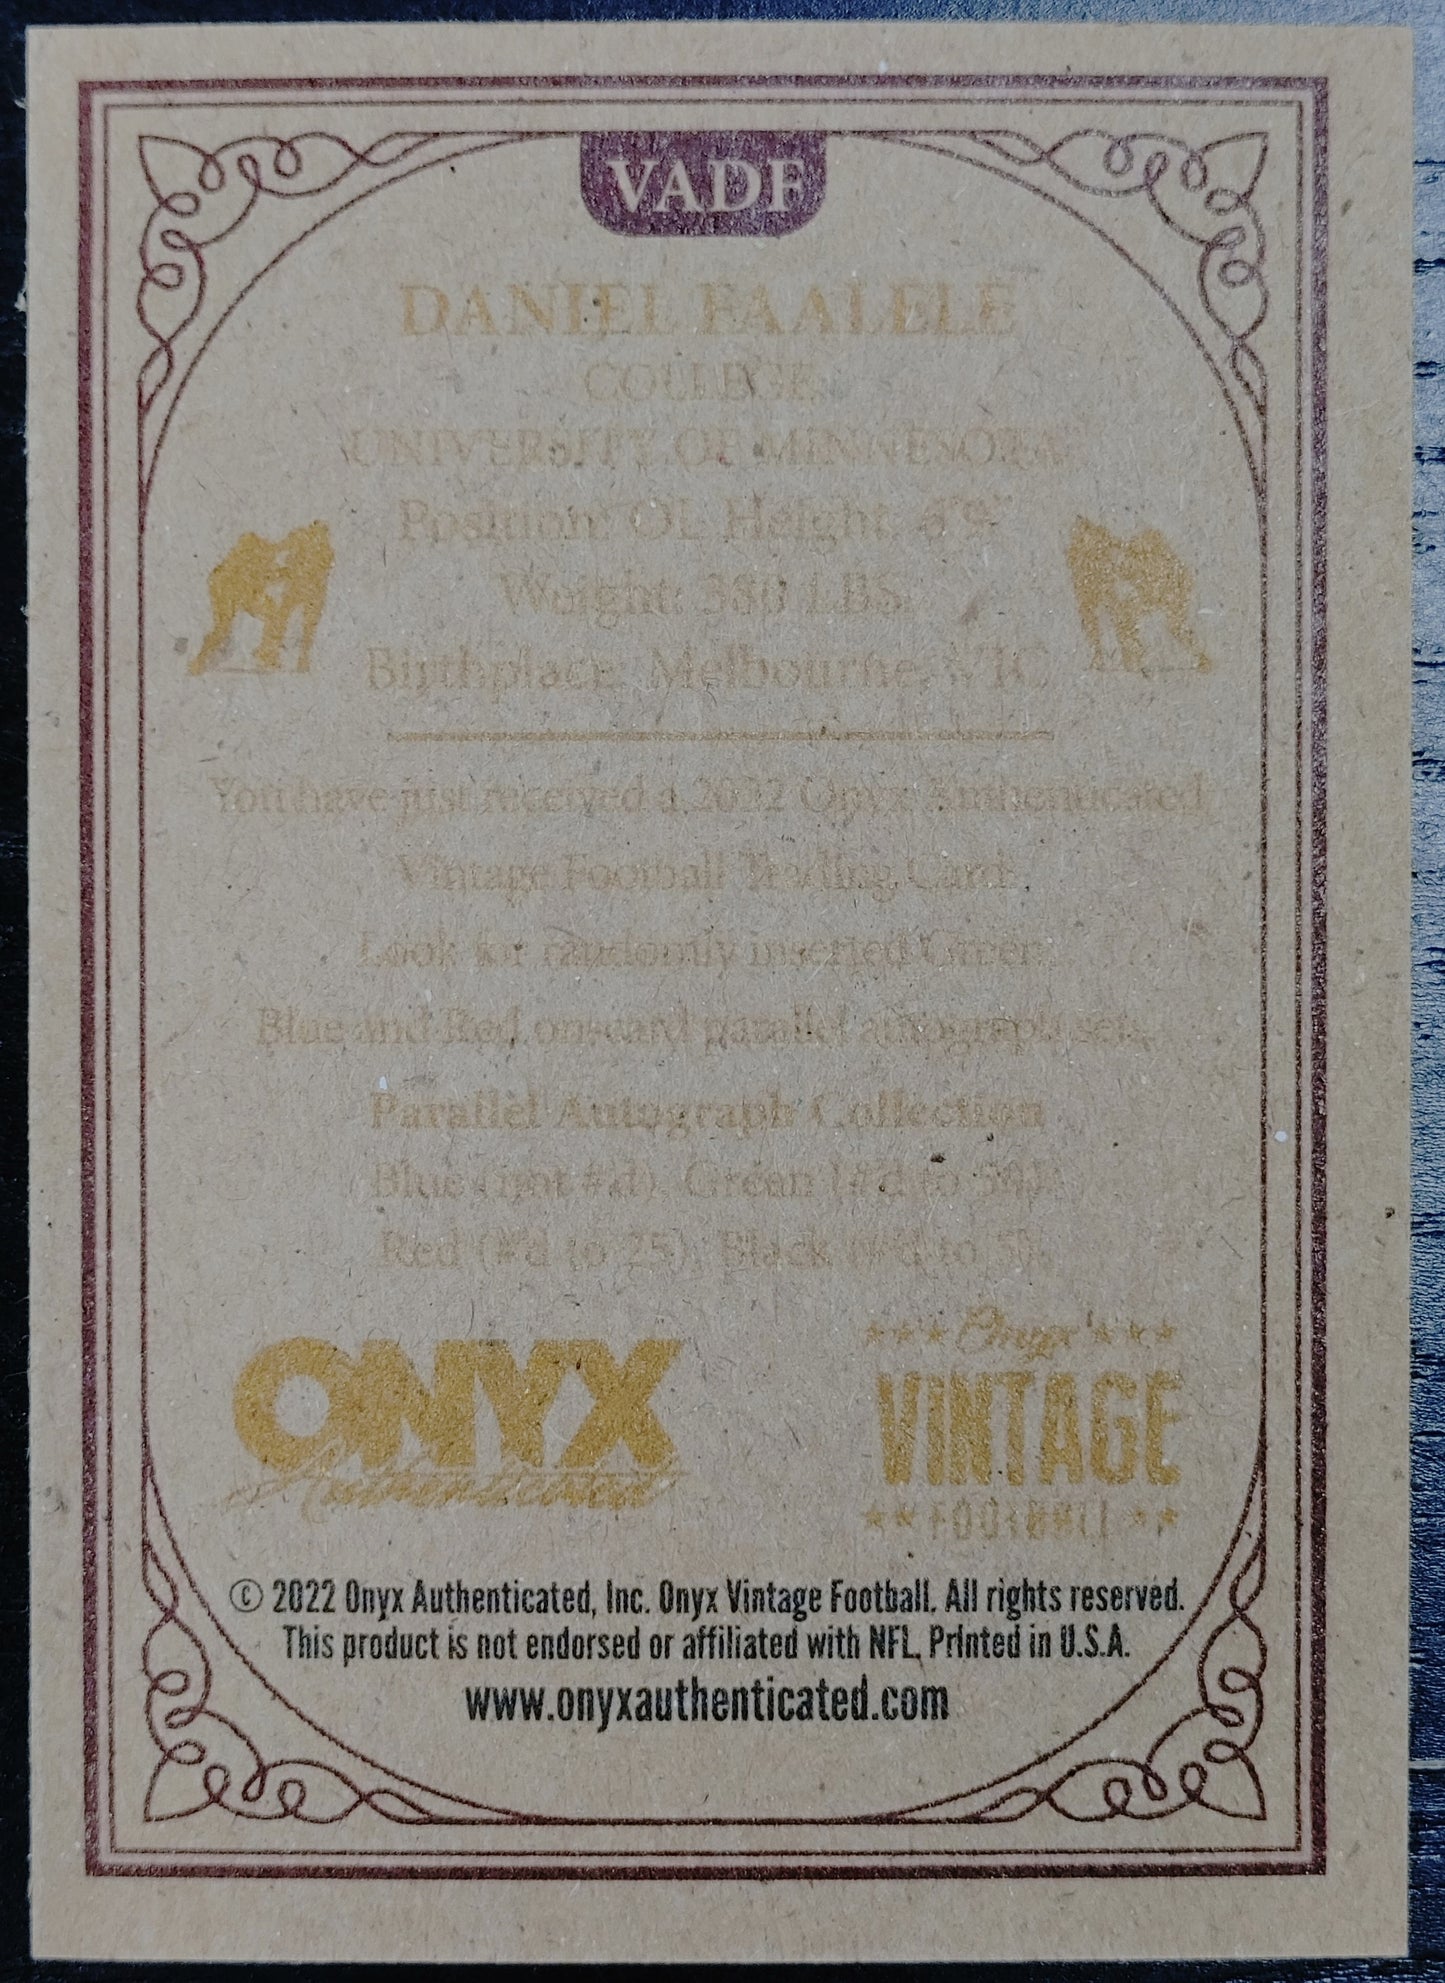 VADF
DANIEL FAALELE
COLLEGE
UNIVERSITY OF MINNESOTA
Position: OL Height: 6'9"
Weight: 380 LBS.
Birthplace: Melbourne, VIC
You have just received a 2022 Onyx Authenticated
Vintage Football Trading Card.
Look for randomly inserted Green,
Blue and Red on-card parallel autograph sets.
Parallel Autograph Collection
Blue (not #'d), Green (#'d to 50)
Red (#'d to 25), Black (#'d to 5).
ONYX
Authenticated
Onyx
VINTAGE
FOOTBALL
© 2022 Onyx Authenticated, Inc. Onyx Vintage Football. All rights reserved.
This product is not endorsed or affiliated with NFL. Printed in U.S.A.
www.onyxauthenticated.com